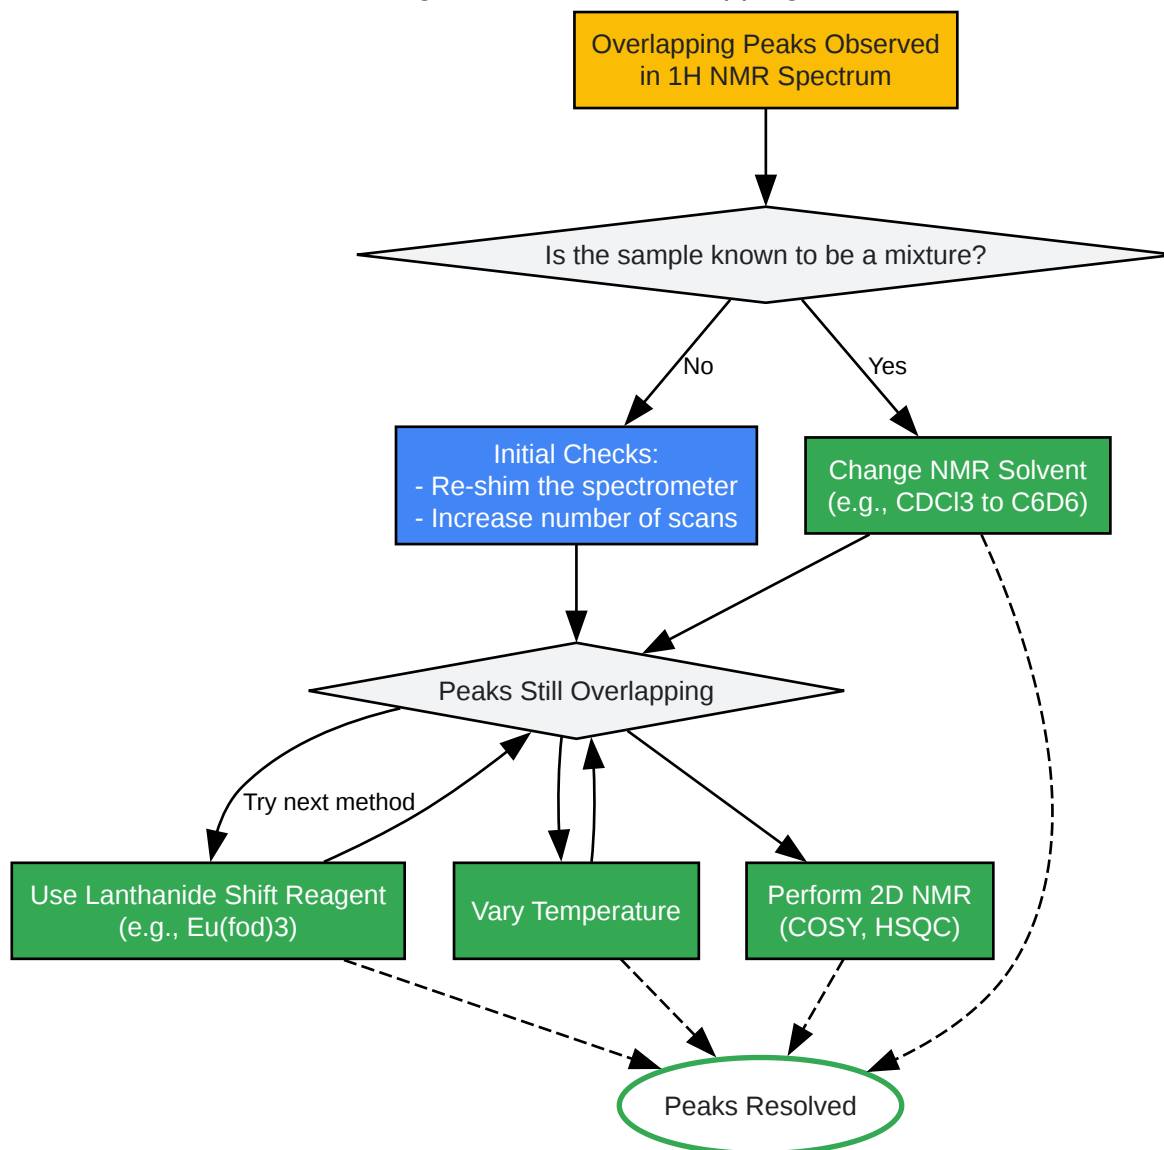 Overlapping Peaks Observed
in 1H NMR Spectrum
Is the sample known to be a mixture?
No
Yes
Initial Checks:
- Re-shim the spectrometer
- Increase number of scans
Change NMR Solvent
(e.g., CDCl3 to C6D6)
Peaks Still Overlapping
Try next method
Use Lanthanide Shift Reagent
(e.g., Eu(fod)3)
Vary Temperature
Perform 2D NMR
(COSY, HSQC)
Peaks Resolved